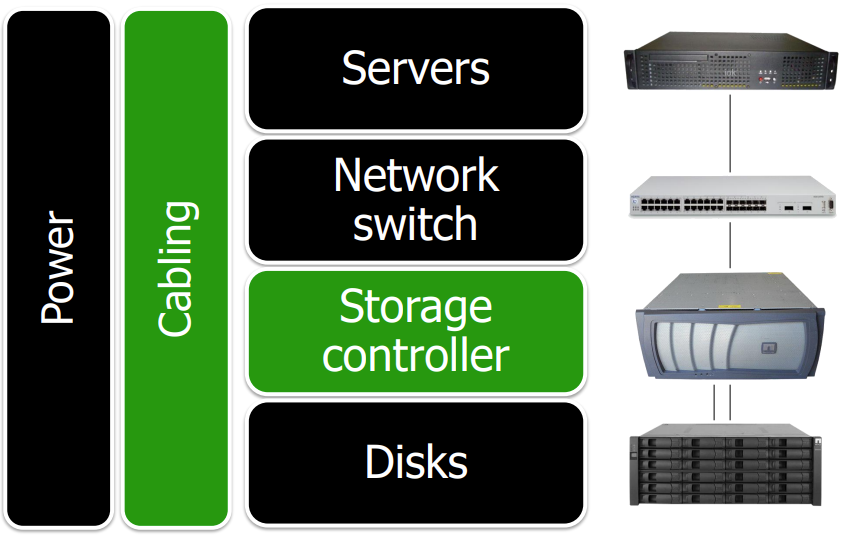 Power
Cabling
Servers
Network
switch
Storage
controller
Disks